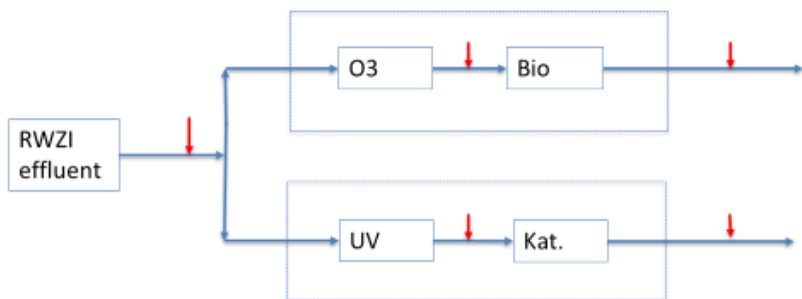 O3
Bio
RWZI
effluent
UV
Kat.